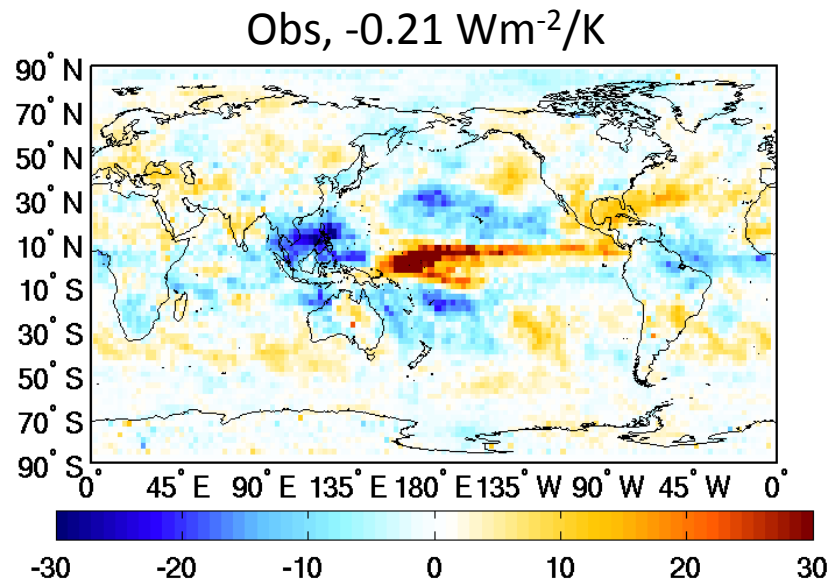 Obs, -0.21 Wm-2/K
90° N
70° N
50° N
30° N
10° N
10° S
30° S
50° S
70° S
90° S
0° 45° E 90° E 135° E 180° E 135° W 90° W 45° W 0°
-30 -20 -10 0 10 20 30